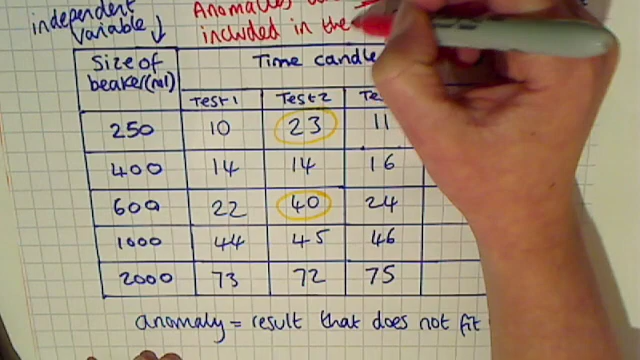 independent
variable ↓
Anomalies
included in the
Size of
beaker(ml)
Time candle
Test 1 Test 2
250 10 23 11
400 14 14 16
600 22 40 24
1000 44 45 46
2000 73 72 75
anomaly = result that does not fit